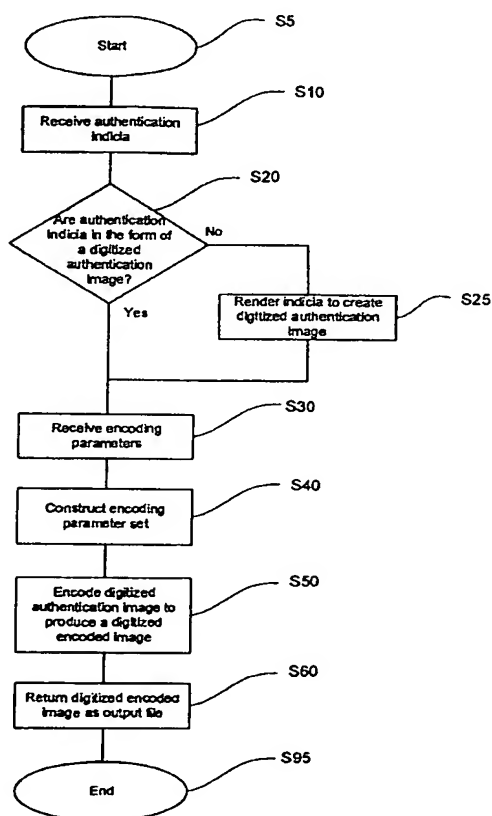 S5
Start
S10
Receive authentication
indicia
S20
Are authentication
indicia in the form of
a digitized
authentication
image?
No
Yes
Render indicia to create
digitized authentication
image
S25
S30
Receive encoding
parameters
S40
Construct encoding
parameter set
S50
Encode digitized
authentication image to
produce a digitized
encoded image
S60
Return digitized encoded
image as output file
S95
End